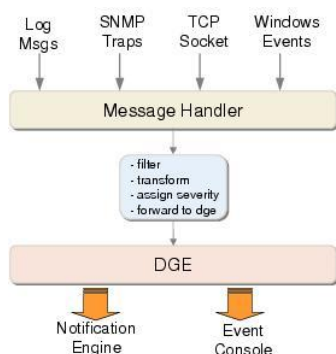 Log Msgs
SNMP Traps
TCP Socket
Windows Events
Message Handler
- filter
- transform
- assign severity
- forward to dge
DGE
Notification Engine
Event Console